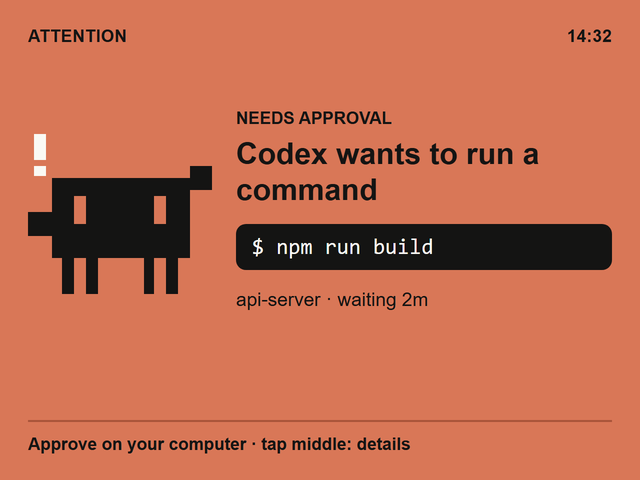 ATTENTION
14:32
!
NEEDS APPROVAL
Codex wants to run a
command
$ npm run build
api-server · waiting 2m
Approve on your computer · tap middle: details